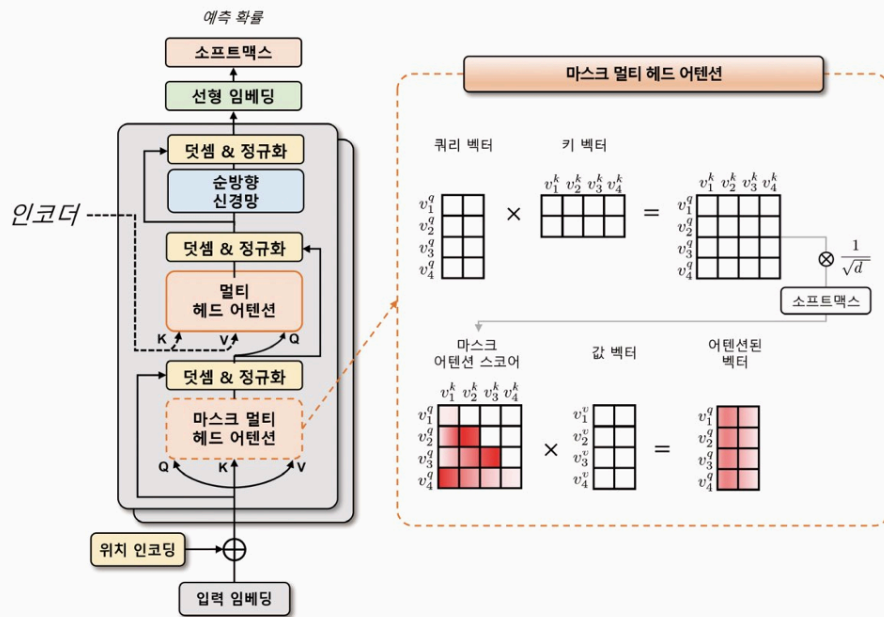 예측 확률
소프트맥스
선형 임베딩
덧셈 & 정규화
순방향
신경망
인코더
덧셈 & 정규화
멀티
헤드 어텐션
K
V
Q
덧셈 & 정규화
마스크 멀티
헤드 어텐션
Q
K
V
위치 인코딩
입력 임베딩
마스크 멀티 헤드 어텐션
쿼리 벡터
키 벡터
v₁ᵏ v₂ᵏ v₃ᵏ v₄ᵏ
v₁ᵏ v₂ᵏ v₃ᵏ v₄ᵏ
v₁^q
v₂^q
v₃^q
v₄^q
×
=
v₁^q
v₂^q
v₃^q
v₄^q
⊗ 1/√d
소프트맥스
마스크
어텐션 스코어
값 벡터
어텐션된
벡터
v₁ᵏ v₂ᵏ v₃ᵏ v₄ᵏ
v₁^q
v₂^q
v₃^q
v₄^q
×
v₁ᵛ
v₂ᵛ
v₃ᵛ
v₄ᵛ
=
v₁^q
v₂^q
v₃^q
v₄^q